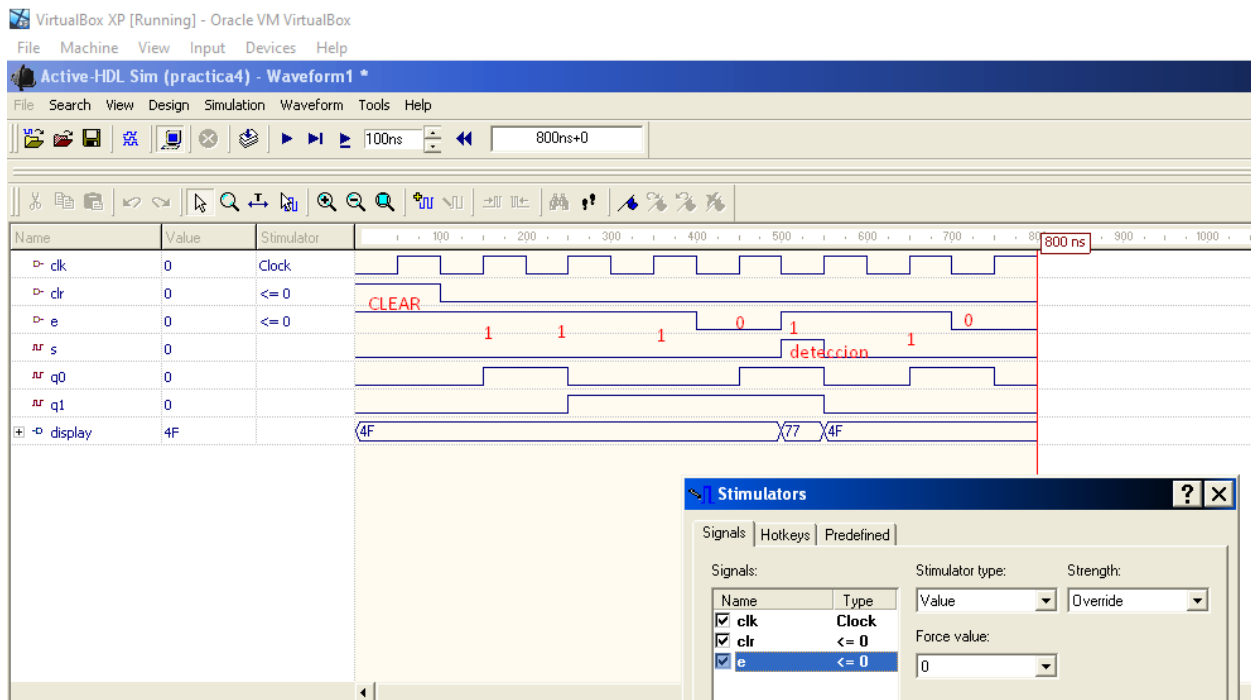 VirtualBox XP [Running] - Oracle VM VirtualBox
File Machine View Input Devices Help
Active-HDL Sim (practica4) - Waveform1 *
File Search View Design Simulation Waveform Tools Help
100ns 800ns+0
Name Value Stimulator 100 200 300 400 500 600 700 800 ns 900 1000
clk 0 Clock
clr 0 <= 0
CLEAR
e 0 <= 0
1 1 1 0 1 1 0
s 0
deteccion
q0 0
q1 0
display 4F 4F 77 4F
Stimulators
Signals Hotkeys Predefined
Signals: Stimulator type: Strength:
Name Type Value Override
clk Clock
clr <= 0 Force value:
e <= 0 0